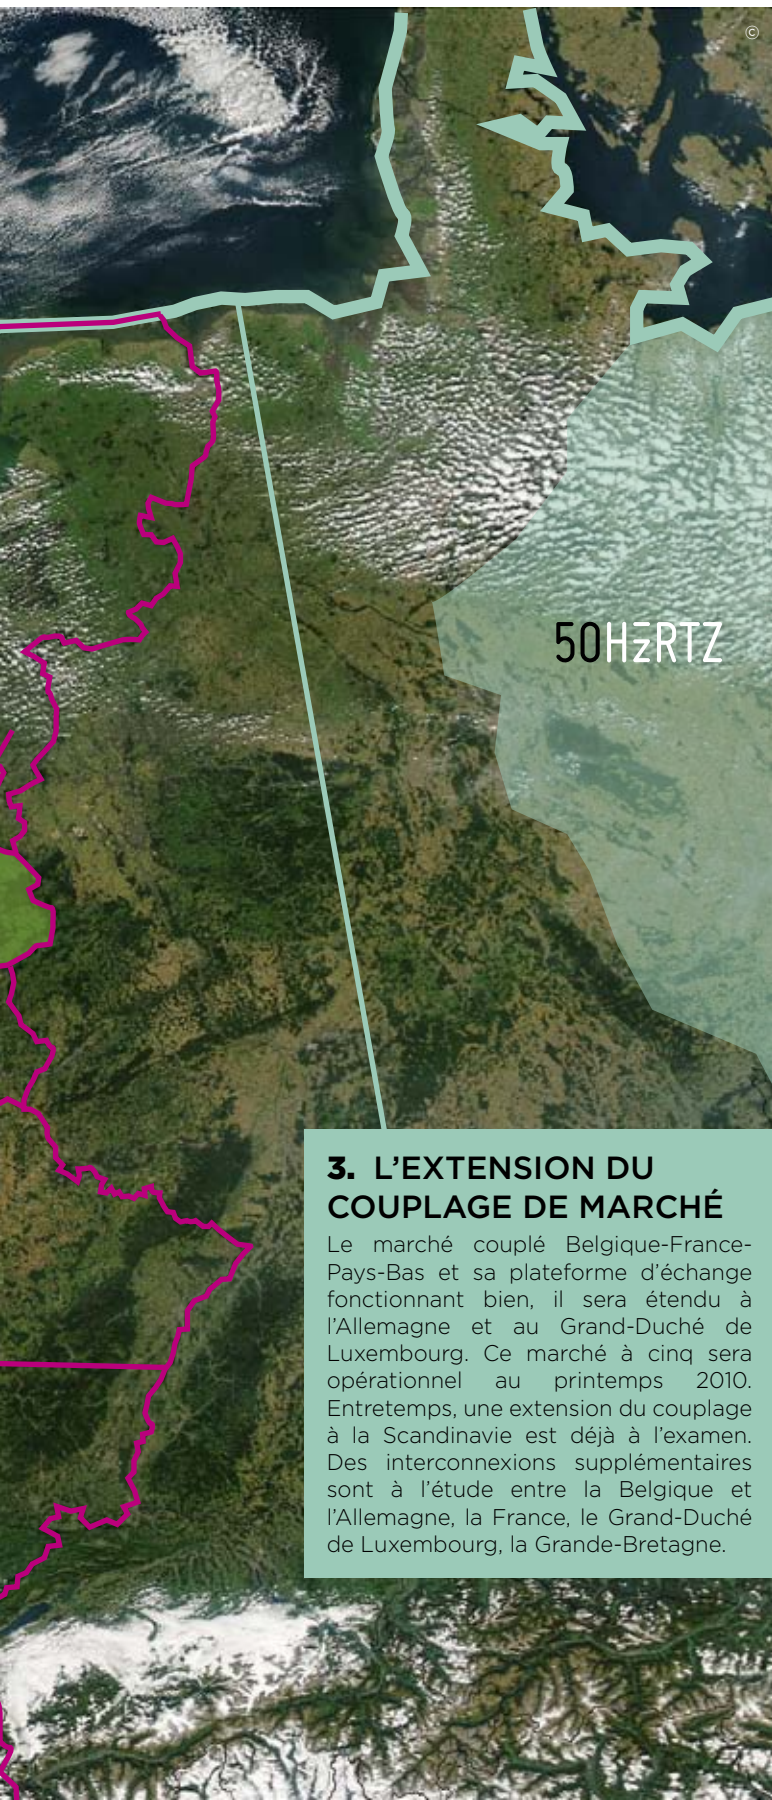 ©
50HzRTZ
3. L’EXTENSION DU
COUPLAGE DE MARCHÉ
Le marché couplé Belgique-France-
Pays-Bas et sa plateforme d’échange
fonctionnant bien, il sera étendu à
l’Allemagne et au Grand-Duché de
Luxembourg. Ce marché à cinq sera
opérationnel au printemps 2010.
Entretemps, une extension du couplage
à la Scandinavie est déjà à l’examen.
Des interconnexions supplémentaires
sont à l’étude entre la Belgique et
l’Allemagne, la France, le Grand-Duché
de Luxembourg, la Grande-Bretagne.